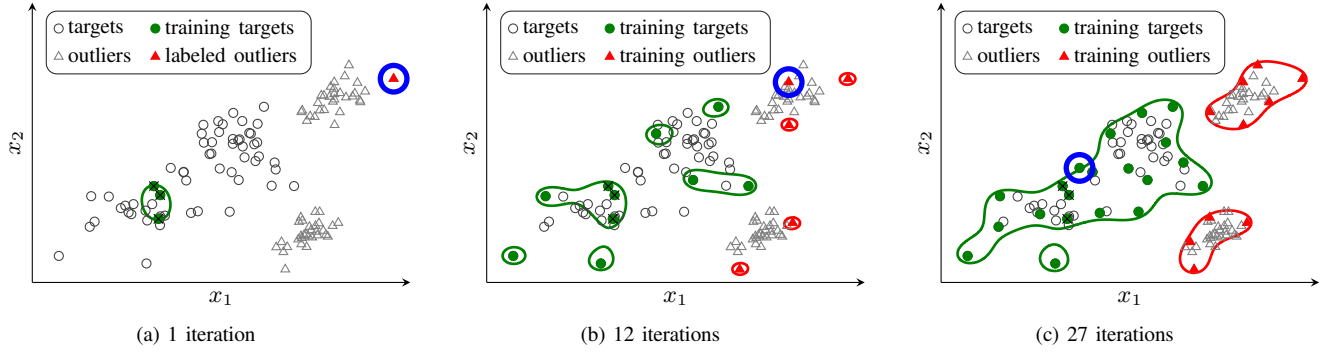 targets training targets
outliers labeled outliers
x₂
x₁
(a) 1 iteration
targets training targets
outliers training outliers
x₂
x₁
(b) 12 iterations
targets training targets
outliers training outliers
x₂
x₁
(c) 27 iterations